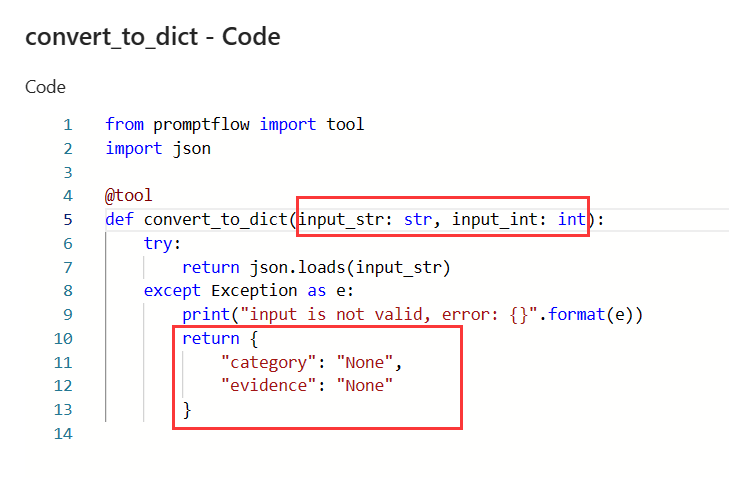 convert_to_dict - Code
Code
1 from promptflow import tool
2 import json
3
4 @tool
5 def convert_to_dict(input_str: str, input_int: int):
6     try:
7         return json.loads(input_str)
8     except Exception as e:
9         print("input is not valid, error: {}".format(e))
10         return {
11             "category": "None",
12             "evidence": "None"
13         }
14